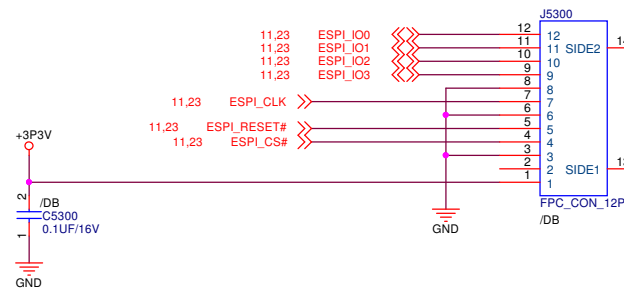 J5300
11,23 ESPI_IO0 12 12
11,23 ESPI_IO1 11 11 SIDE2
11,23 ESPI_IO2 10 10
11,23 ESPI_IO3 9 9
8 8
11,23 ESPI_CLK 7 7
6 6
11,23 ESPI_RESET# 5 5
11,23 ESPI_CS# 4 4
+3P3V
3 3
2 2 SIDE1
1 1
2 /DB
C5300
0.1UF/16V
1
FPC_CON_12P
/DB
GND
GND